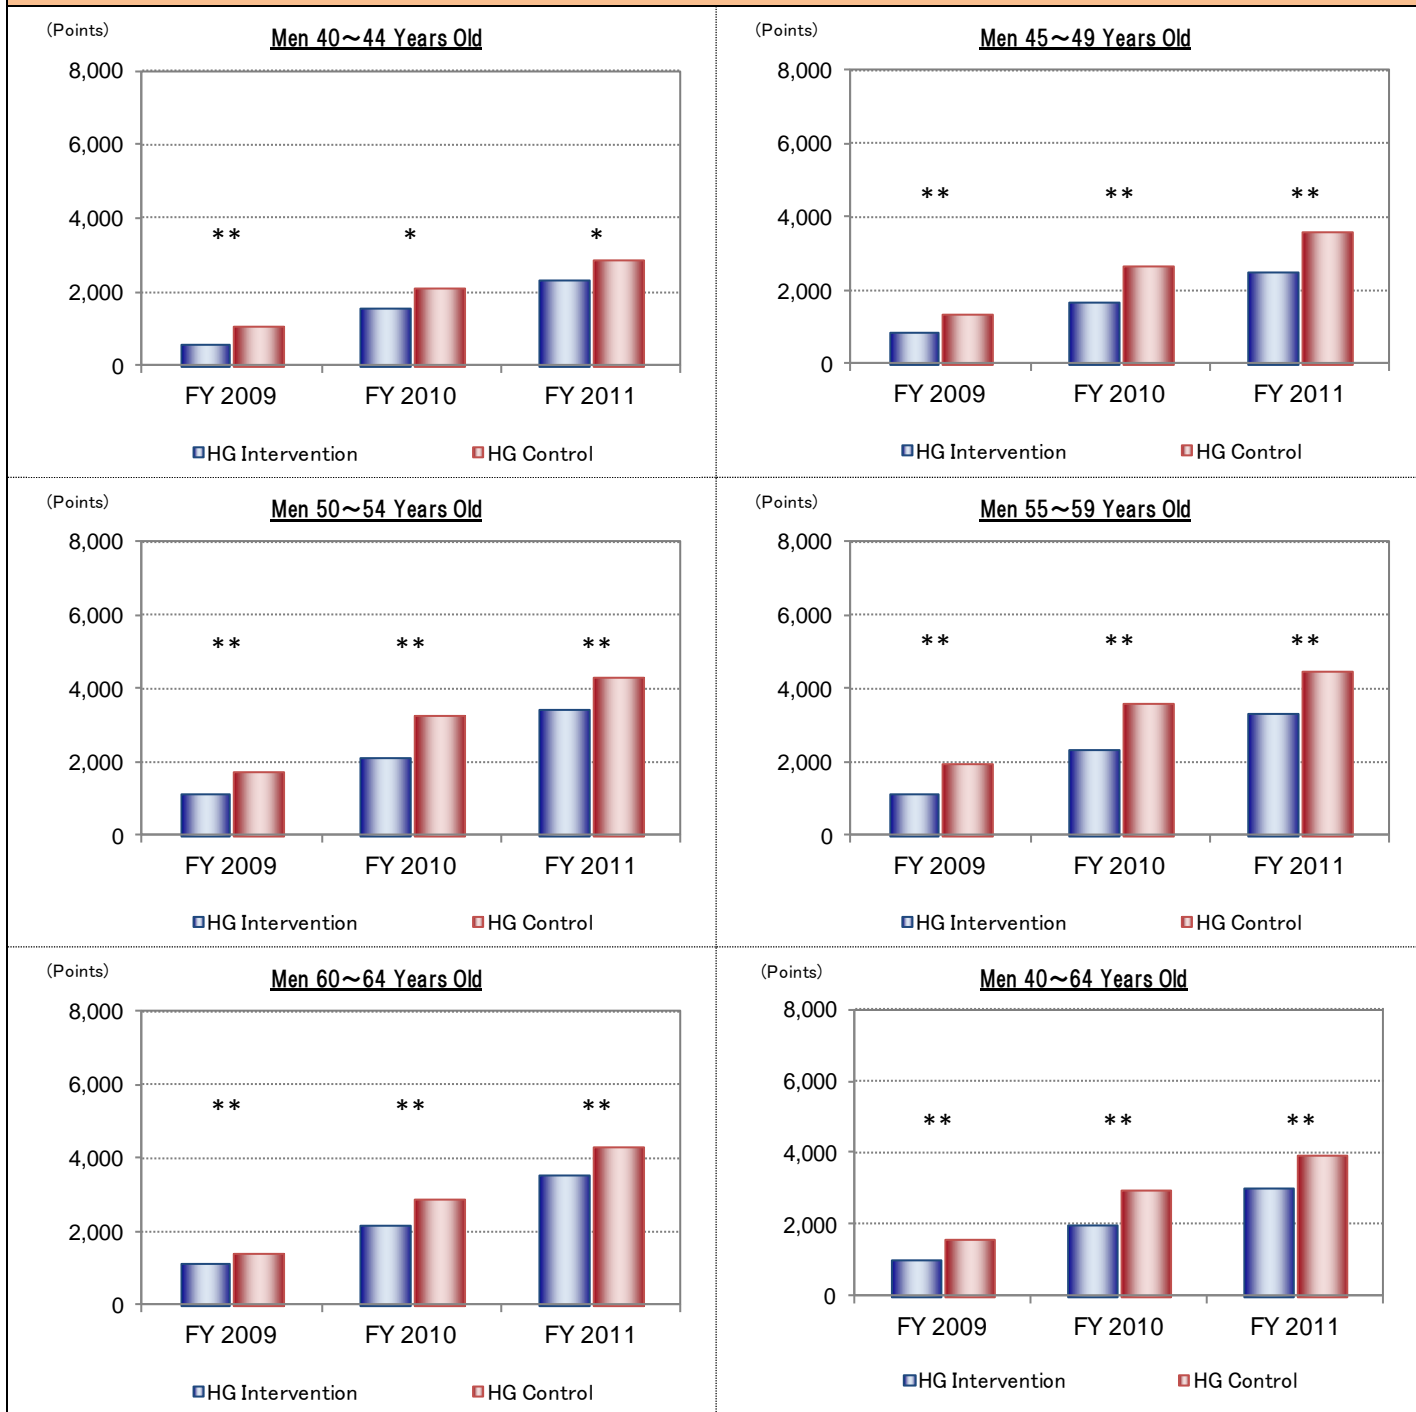 (Points)
Men 40～44 Years Old
8,000
6,000
4,000
2,000
0
** * *
FY 2009 FY 2010 FY 2011
HG Intervention HG Control
(Points)
Men 45～49 Years Old
8,000
6,000
4,000
2,000
0
** ** **
FY 2009 FY 2010 FY 2011
HG Intervention HG Control
(Points)
Men 50～54 Years Old
8,000
6,000
4,000
2,000
0
** ** **
FY 2009 FY 2010 FY 2011
HG Intervention HG Control
(Points)
Men 55～59 Years Old
8,000
6,000
4,000
2,000
0
** ** **
FY 2009 FY 2010 FY 2011
HG Intervention HG Control
(Points)
Men 60～64 Years Old
8,000
6,000
4,000
2,000
0
** ** **
FY 2009 FY 2010 FY 2011
HG Intervention HG Control
(Points)
Men 40～64 Years Old
8,000
6,000
4,000
2,000
0
** ** **
FY 2009 FY 2010 FY 2011
HG Intervention HG Control